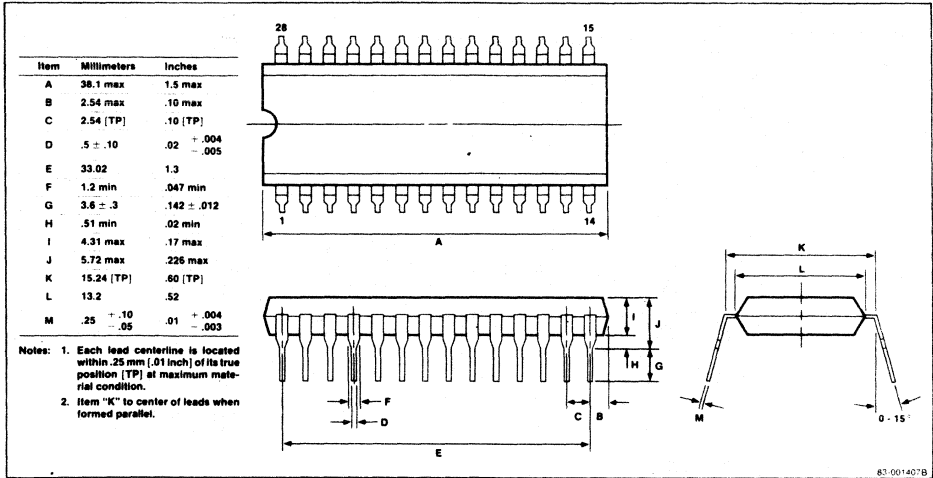 28 15
Item Millimeters Inches
A 38.1 max 1.5 max
B 2.54 max .10 max
C 2.54 [TP] .10 [TP]
D .5 ± .10 .02 + .004 − .005
E 33.02 1.3
F 1.2 min .047 min
G 3.6 ± .3 .142 ± .012
H .51 min .02 min
I 4.31 max .17 max
J 5.72 max .226 max
K 15.24 [TP] .60 [TP]
L 13.2 .52
M .25 + .10 − .05 .01 + .004 − .003
Notes: 1. Each lead centerline is located
within .25 mm [.01 inch] of its true
position [TP] at maximum mate-
rial condition.
2. Item "K" to center of leads when
formed parallel.
1 14
A
K
L
I
J
H
G
F
D
C
B
E
M
0 - 15°
83-001407B